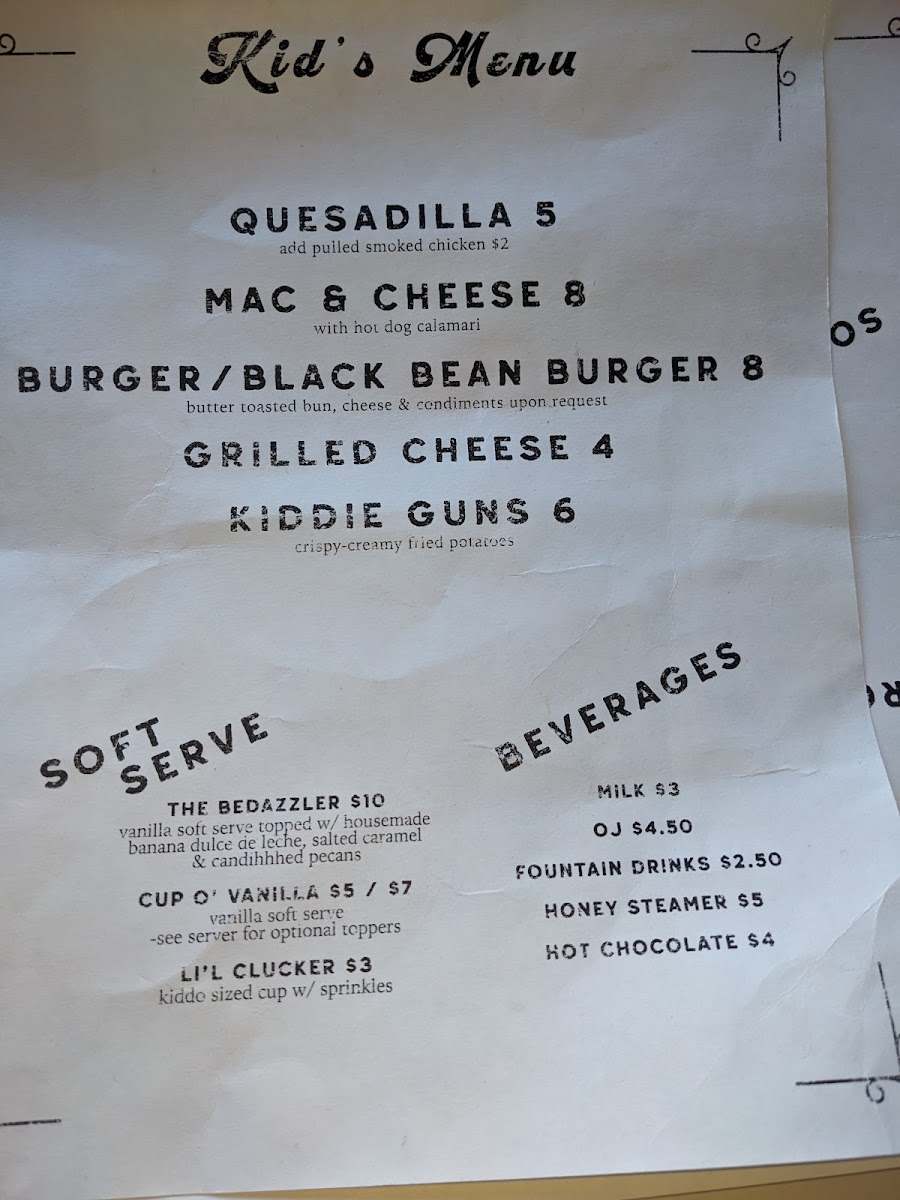 Kid's Menu
QUESADILLA 5
add pulled smoked chicken $2
MAC & CHEESE 8
with hot dog calamari
BURGER/BLACK BEAN BURGER 8
butter toasted bun, cheese & condiments upon request
GRILLED CHEESE 4
KIDDIE GUNS 6
crispy-creamy fried potatoes
SOFT
SERVE
THE BEDAZZLER $10
vanilla soft serve topped w/ housemade
banana dulce de leche, salted caramel
& candihhhed pecans
CUP O' VANILLA $5 / $7
vanilla soft serve
-see server for optional toppers
LI'L CLUCKER $3
kiddo sized cup w/ sprinkles
BEVERAGES
MILK $3
OJ $4.50
FOUNTAIN DRINKS $2.50
HONEY STEAMER $5
HOT CHOCOLATE $4
OS